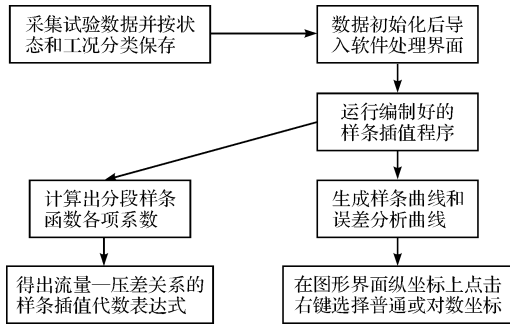 采集试验数据并按状
态和工况分类保存
数据初始化后导
入软件处理界面
运行编制好的
样条插值程序
计算出分段样条
函数各项系数
生成样条曲线和
误差分析曲线
得出流量—压差关系的
样条插值代数表达式
在图形界面纵坐标上点击
右键选择普通或对数坐标